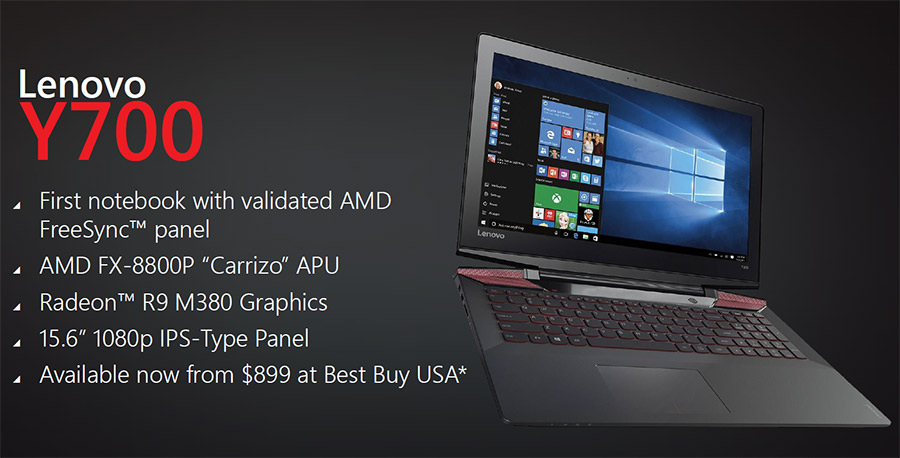 Lenovo
Y700
First notebook with validated AMD
FreeSync™ panel
AMD FX-8800P “Carrizo” APU
Radeon™ R9 M380 Graphics
15.6” 1080p IPS-Type Panel
Available now from $899 at Best Buy USA*
Lenovo